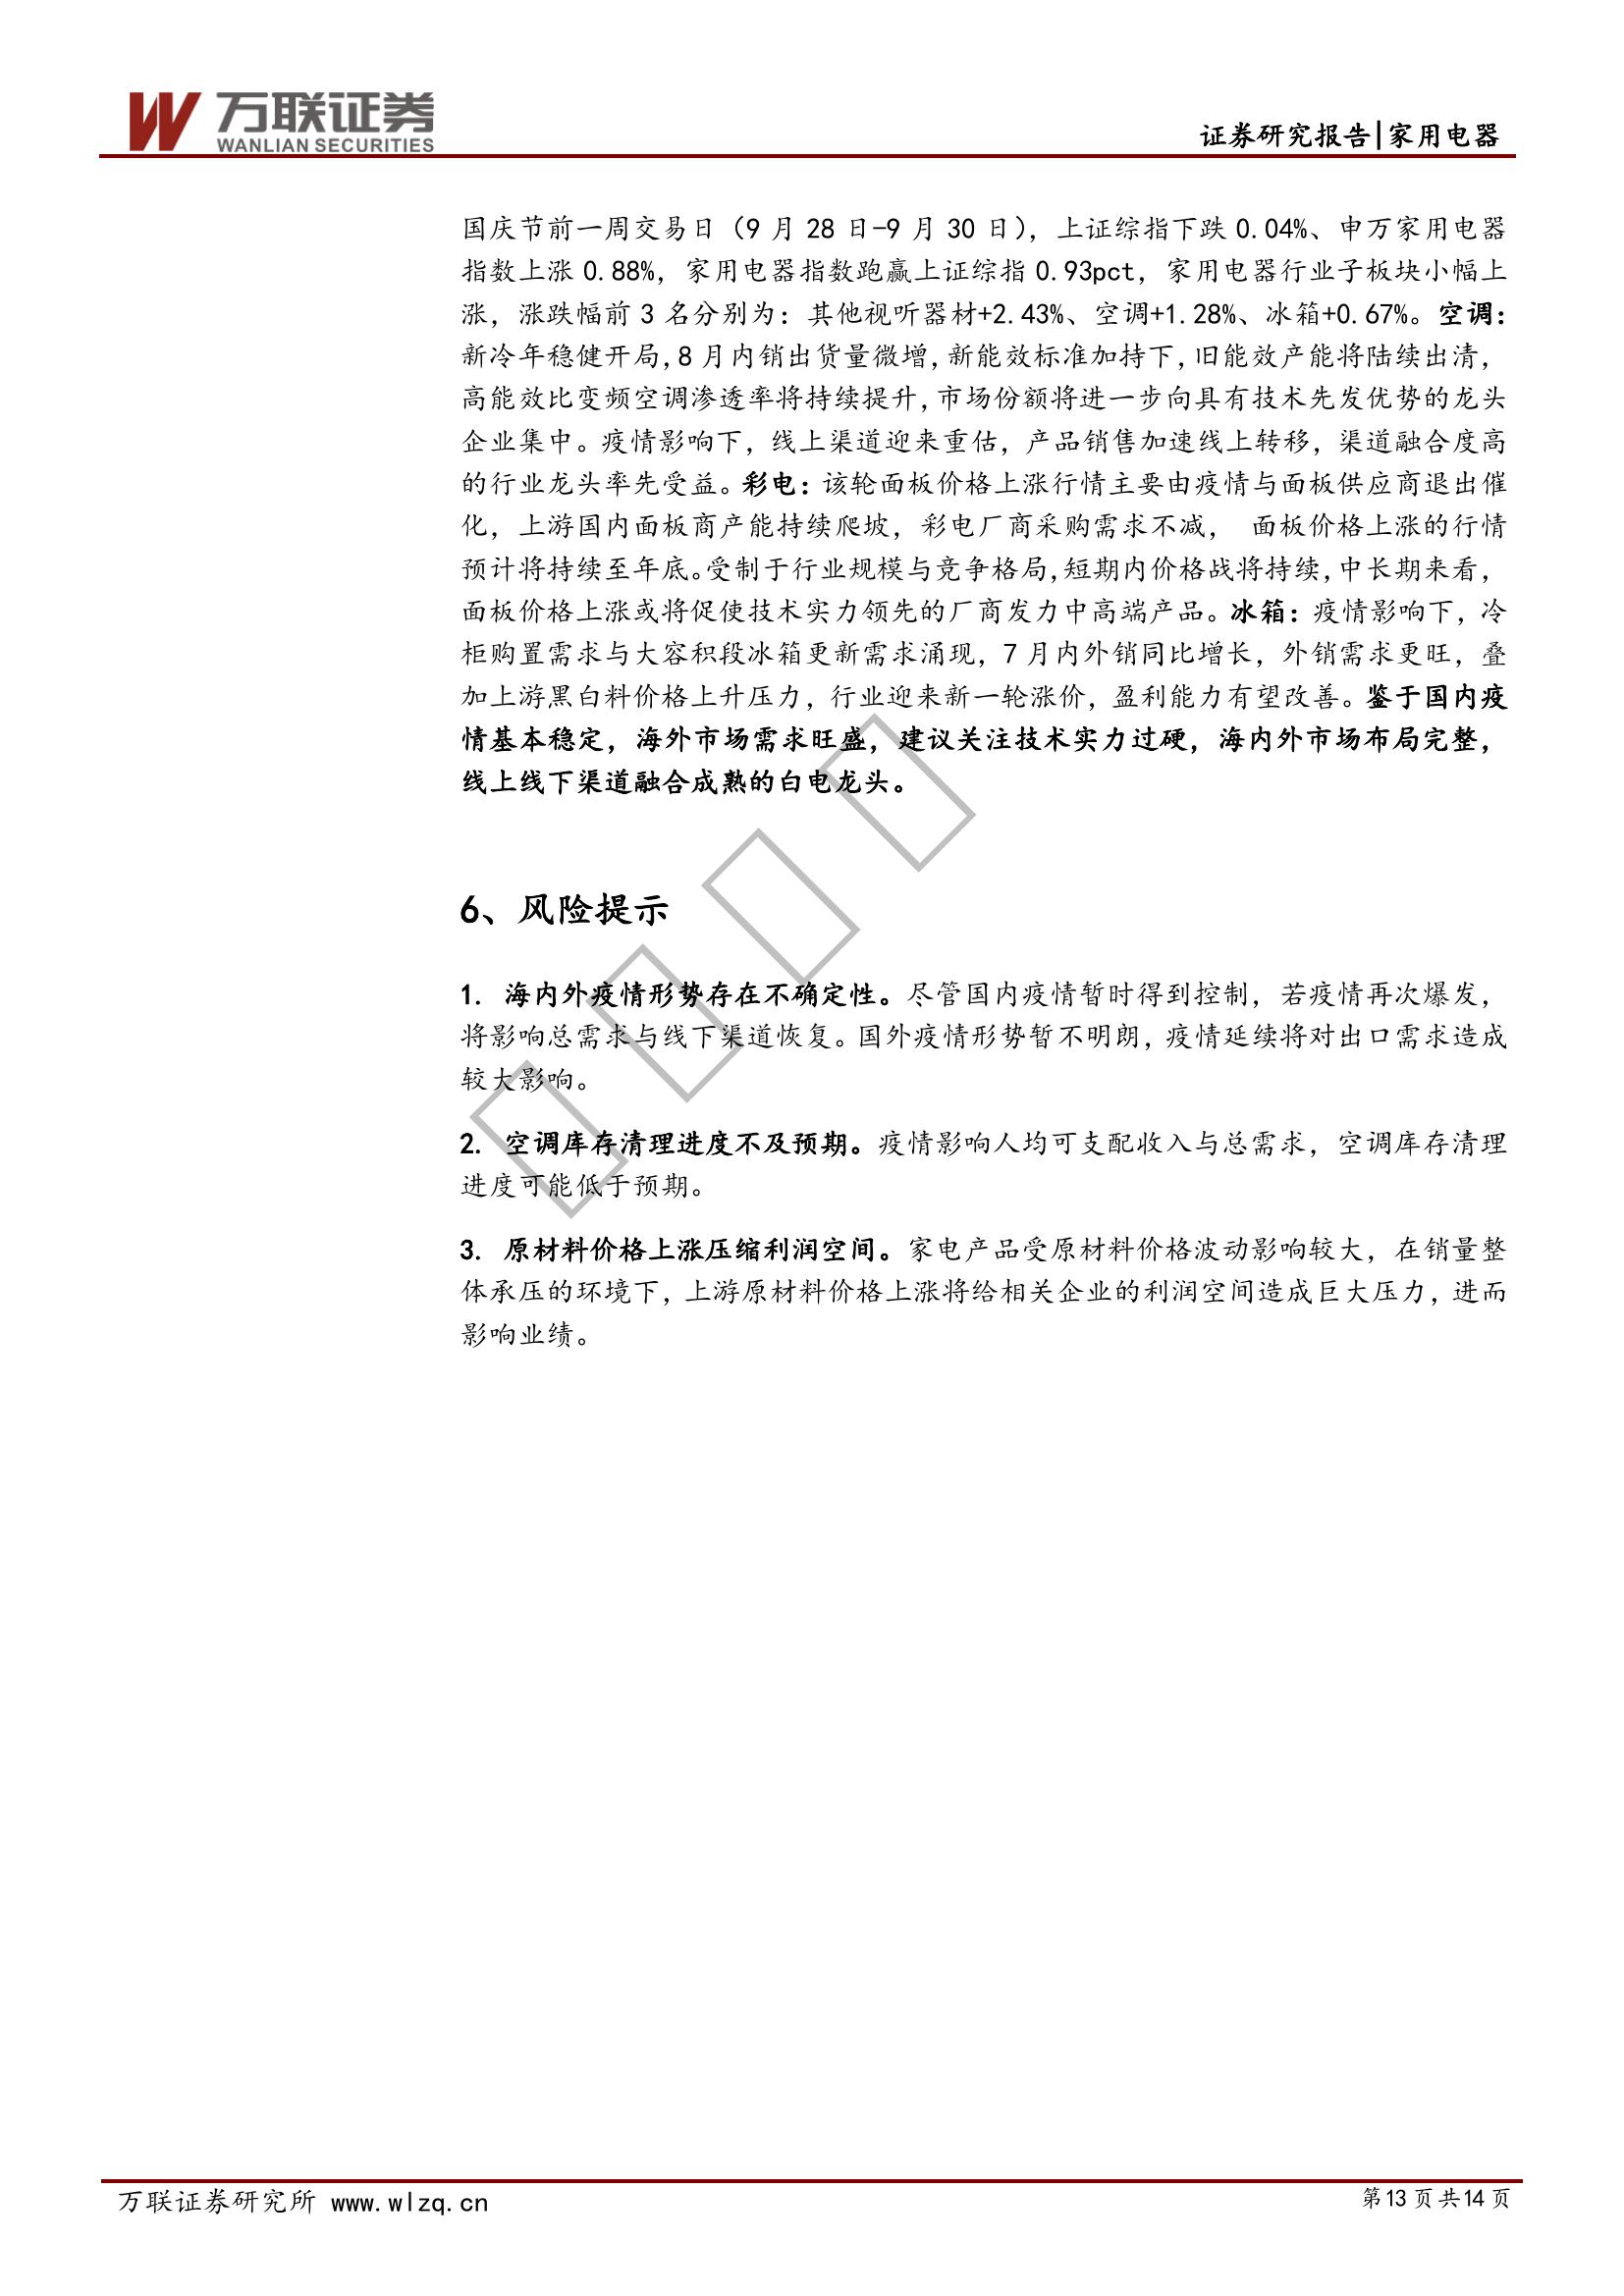 万联证券
WANLIAN SECURITIES
证券研究报告|家用电器
国庆节前一周交易日（9 月 28 日-9 月 30 日），上证综指下跌 0.04%、申万家用电器
指数上涨 0.88%，家用电器指数跑赢上证综指 0.93pct，家用电器行业子板块小幅上
涨，涨跌幅前 3 名分别为：其他视听器材+2.43%、空调+1.28%、冰箱+0.67%。空调：
新冷年稳健开局，8 月内销出货量微增，新能效标准加持下，旧能效产能将陆续出清，
高能效比变频空调渗透率将持续提升，市场份额将进一步向具有技术先发优势的龙头
企业集中。疫情影响下，线上渠道迎来重估，产品销售加速线上转移，渠道融合度高
的行业龙头率先受益。彩电：该轮面板价格上涨行情主要由疫情与面板供应商退出催
化，上游国内面板商产能持续爬坡，彩电厂商采购需求不减， 面板价格上涨的行情
预计将持续至年底。受制于行业规模与竞争格局，短期内价格战将持续，中长期来看，
面板价格上涨或将促使技术实力领先的厂商发力中高端产品。冰箱：疫情影响下，冷
柜购置需求与大容积段冰箱更新需求涌现，7 月内外销同比增长，外销需求更旺，叠
加上游黑白料价格上升压力，行业迎来新一轮涨价，盈利能力有望改善。鉴于国内疫
情基本稳定，海外市场需求旺盛，建议关注技术实力过硬，海内外市场布局完整，
线上线下渠道融合成熟的白电龙头。
6、风险提示
1. 海内外疫情形势存在不确定性。尽管国内疫情暂时得到控制，若疫情再次爆发，
将影响总需求与线下渠道恢复。国外疫情形势暂不明朗，疫情延续将对出口需求造成
较大影响。
2. 空调库存清理进度不及预期。疫情影响人均可支配收入与总需求，空调库存清理
进度可能低于预期。
3. 原材料价格上涨压缩利润空间。家电产品受原材料价格波动影响较大，在销量整
体承压的环境下，上游原材料价格上涨将给相关企业的利润空间造成巨大压力，进而
影响业绩。
万联证券研究所 www.wlzq.cn
第13 页 共14 页